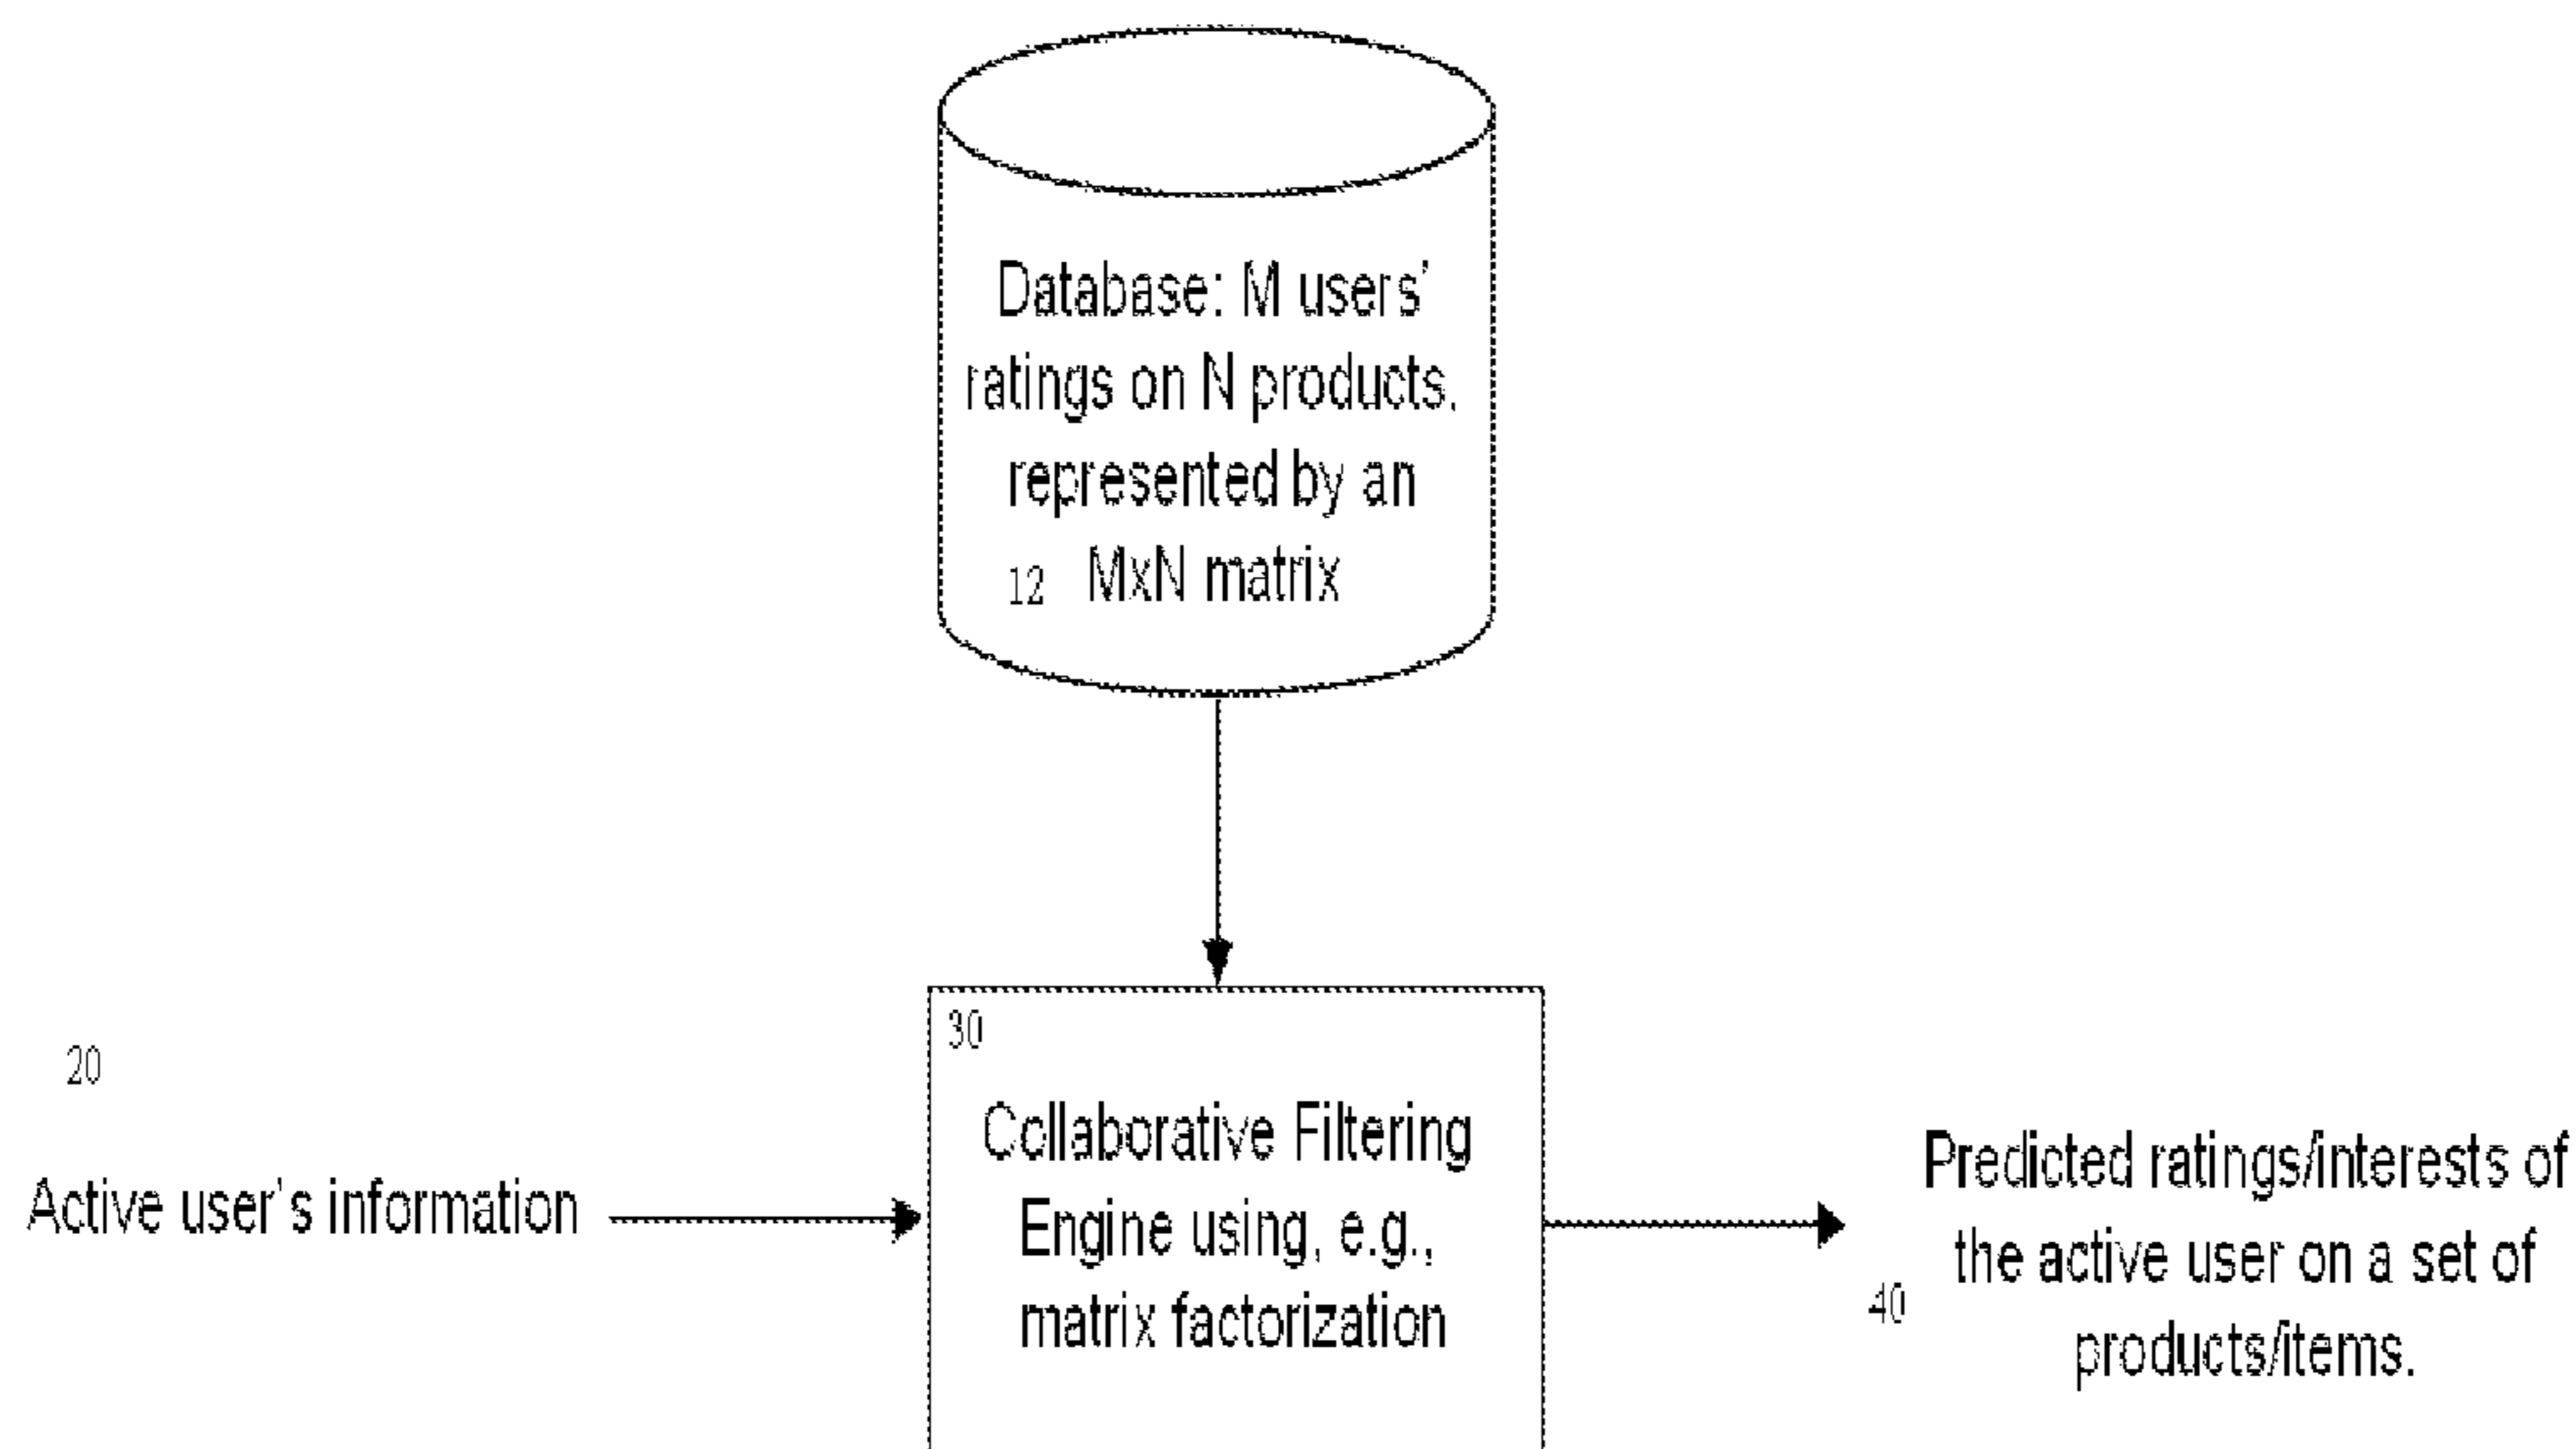 Database: M users'
ratings on N products,
represented by an
12 MxN matrix
30
20
Collaborative Filtering
Engine using, e.g.,
matrix factorization
Active user's information
Predicted ratings/interests of
the active user on a set of
40
products/items.